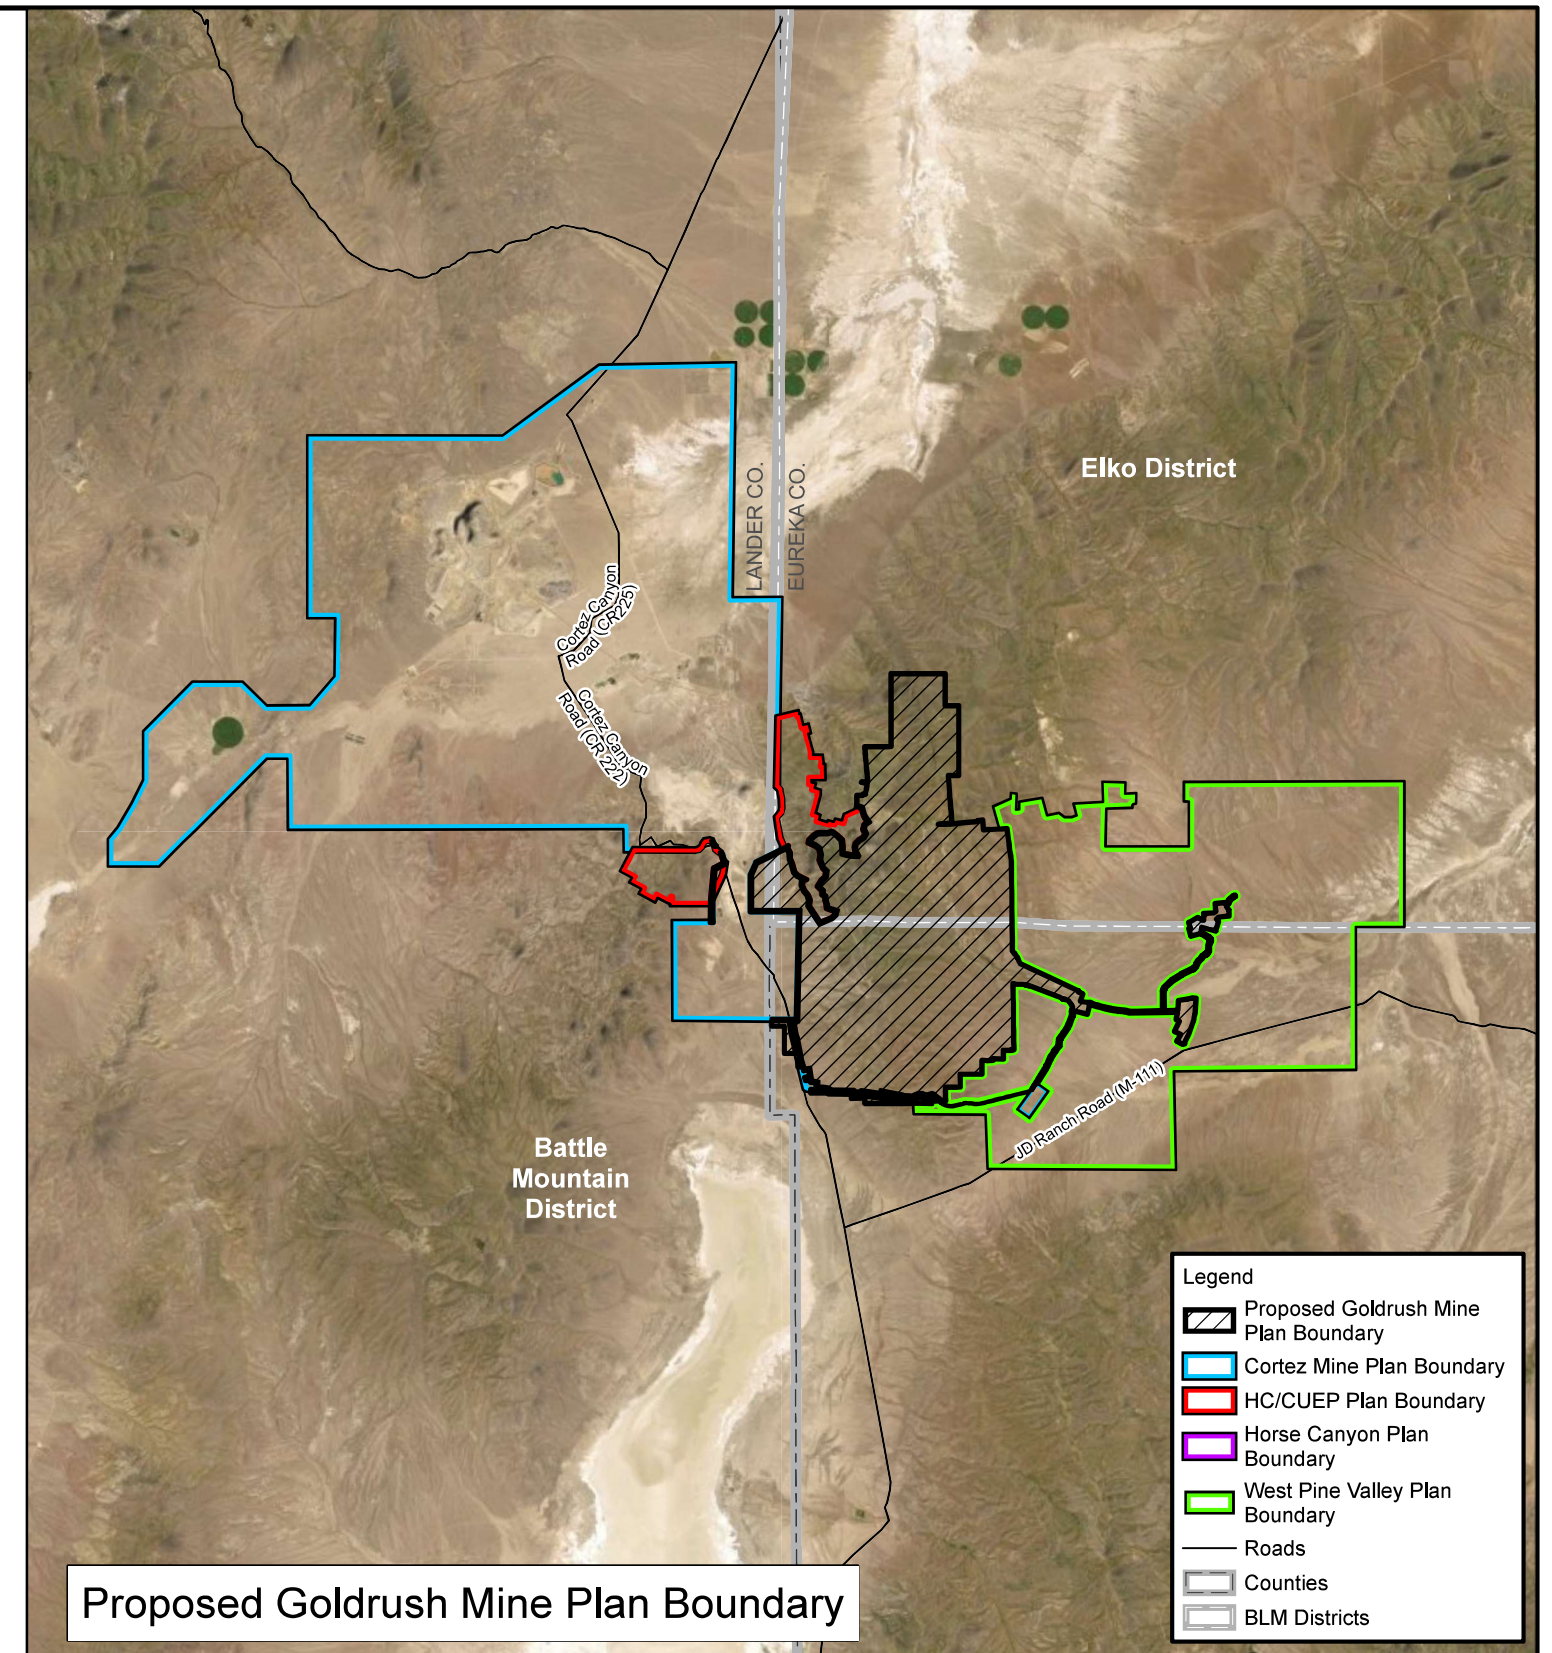 Elko District
LANDER CO.
EUREKA CO.
Cortez Canyon
Road (CR225)
Cortez Canyon
Road (CR 222)
JD Ranch Road (M-111)
Battle
Mountain
District
Legend
Proposed Goldrush Mine
Plan Boundary
Cortez Mine Plan Boundary
HC/CUEP Plan Boundary
Horse Canyon Plan
Boundary
West Pine Valley Plan
Boundary
Roads
Counties
BLM Districts
Proposed Goldrush Mine Plan Boundary